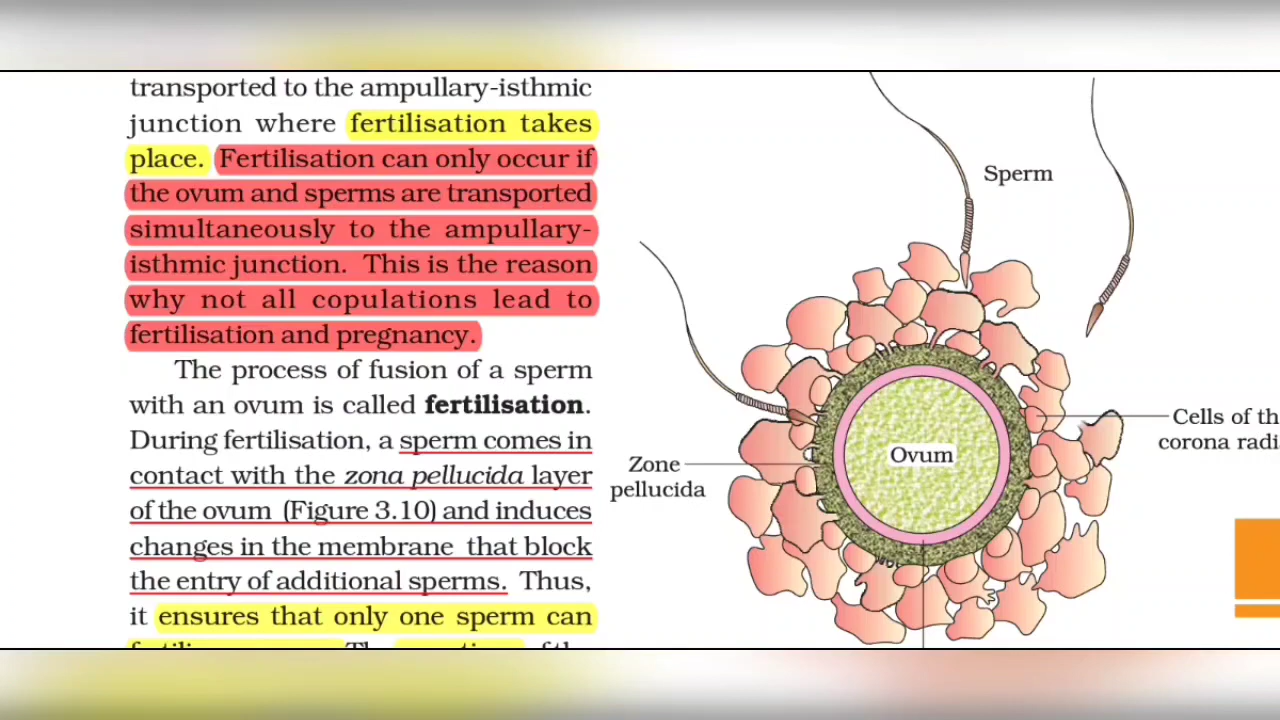 transported to the ampullary-isthmic
junction where fertilisation takes
place. Fertilisation can only occur if
the ovum and sperms are transported
simultaneously to the ampullary-
isthmic junction. This is the reason
why not all copulations lead to
fertilisation and pregnancy.
The process of fusion of a sperm
with an ovum is called fertilisation.
During fertilisation, a sperm comes in
contact with the zona pellucida layer
of the ovum (Figure 3.10) and induces
changes in the membrane that block
the entry of additional sperms. Thus,
it ensures that only one sperm can
Sperm
Ovum
Zone
pellucida
Cells of
corona